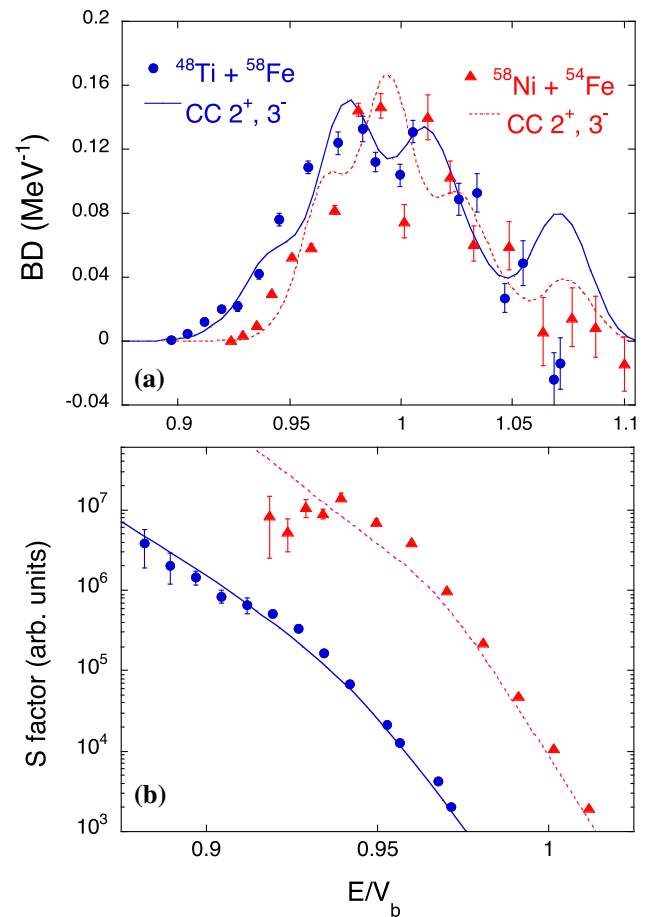 0.2
0.16
0.12
0.08
0.04
0
-0.04
BD (MeV⁻¹)
⁴⁸Ti + ⁵⁸Fe
CC 2⁺, 3⁻
⁵⁸Ni + ⁵⁴Fe
CC 2⁺, 3⁻
(a)
0.9 0.95 1 1.05 1.1
10⁷
10⁶
10⁵
10⁴
10³
S factor (arb. units)
(b)
0.9 0.95 1
E/V_b